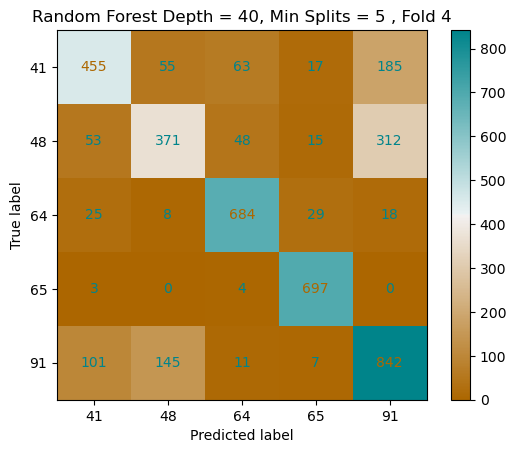 Random Forest Depth = 40, Min Splits = 5 , Fold 4
True label
41 455 55 63 17 185
48 53 371 48 15 312
64 25 8 684 29 18
65 3 0 4 697 0
91 101 145 11 7 842
41 48 64 65 91
Predicted label
800
700
600
500
400
300
200
100
0